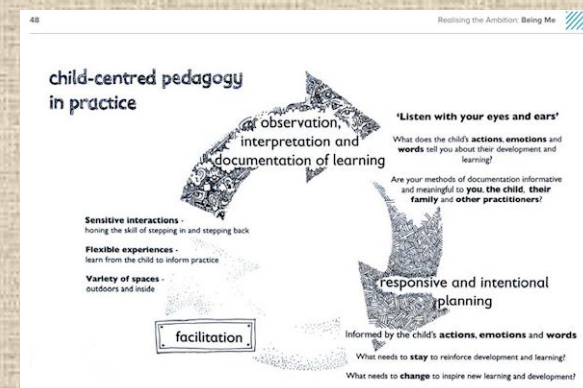 48
Realising the Ambition: Being Me
child-centred pedagogy
in practice
observation,
interpretation and
documentation of learning
‘Listen with your eyes and ears’
What does the child's actions, emotions and
words tell you about their development and
learning?
Are your methods of documentation informative
and meaningful to you, the child, their
family and other practitioners?
Sensitive interactions -
honing the skill of stepping in and stepping back
Flexible experiences -
learn from the child to inform practice
Variety of spaces -
outdoors and inside
responsive and intentional
planning
facilitation
Informed by the child's actions, emotions and words
What needs to stay to reinforce development and learning?
What needs to change to inspire new learning and development?